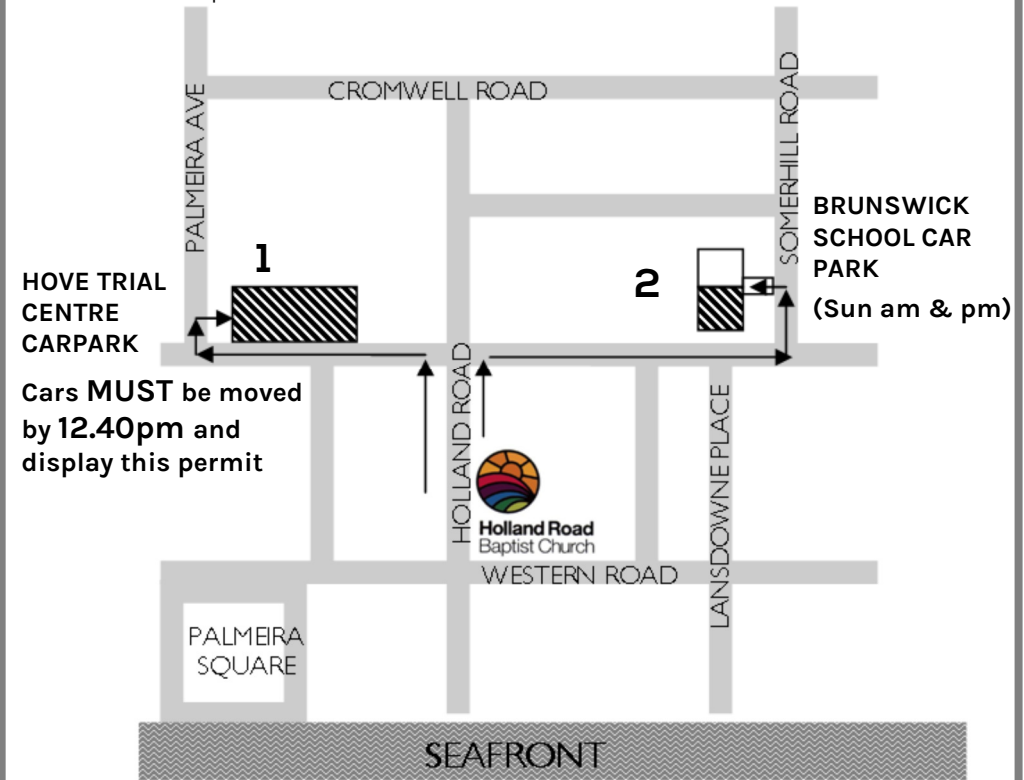 CROMWELL ROAD
PALMEIRA AVE
SOMERHILL ROAD
1
HOVE TRIAL
CENTRE
CARPARK
Cars MUST be moved
by 12.40pm and
display this permit
2
BRUNSWICK
SCHOOL CAR
PARK
(Sun am & pm)
HOLLAND ROAD
Holland Road
Baptist Church
LANSDOWNE PLACE
WESTERN ROAD
PALMEIRA
SQUARE
SEAFRONT